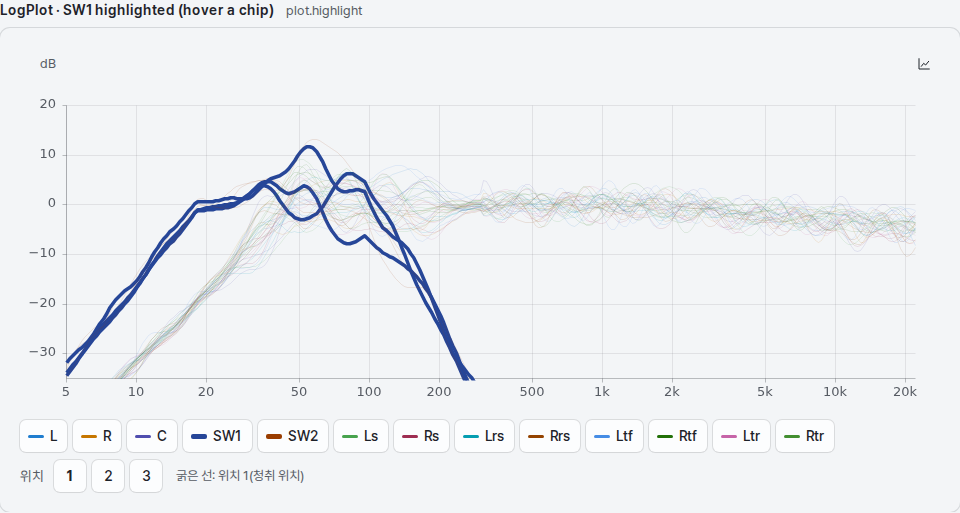 LogPlot · SW1 highlighted (hover a chip) plot.highlight
dB
20
10
0
−10
−20
−30
5 10 20 50 100 200 500 1k 2k 5k 10k 20k
L R C SW1 SW2 Ls Rs Lrs Rrs Ltf Rtf Ltr Rtr
위치 1 2 3 굵은 선: 위치 1(청취 위치)